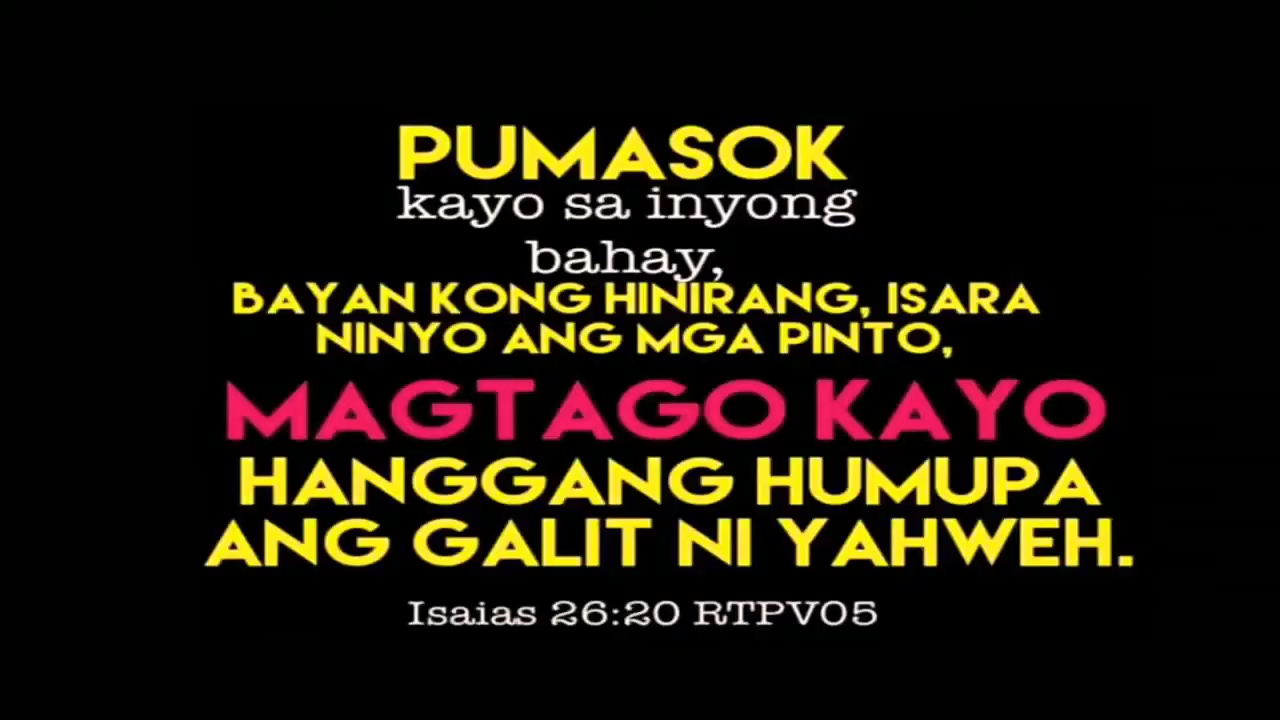 PUMASOK
kayo sa inyong
bahay,
BAYAN KONG HINIRANG, ISARA
NINYO ANG MGA PINTO,
MAGTAGO KAYO
HANGGANG HUMUPA
ANG GALIT NI YAHWEH.
Isaias 26:20 RTPV05